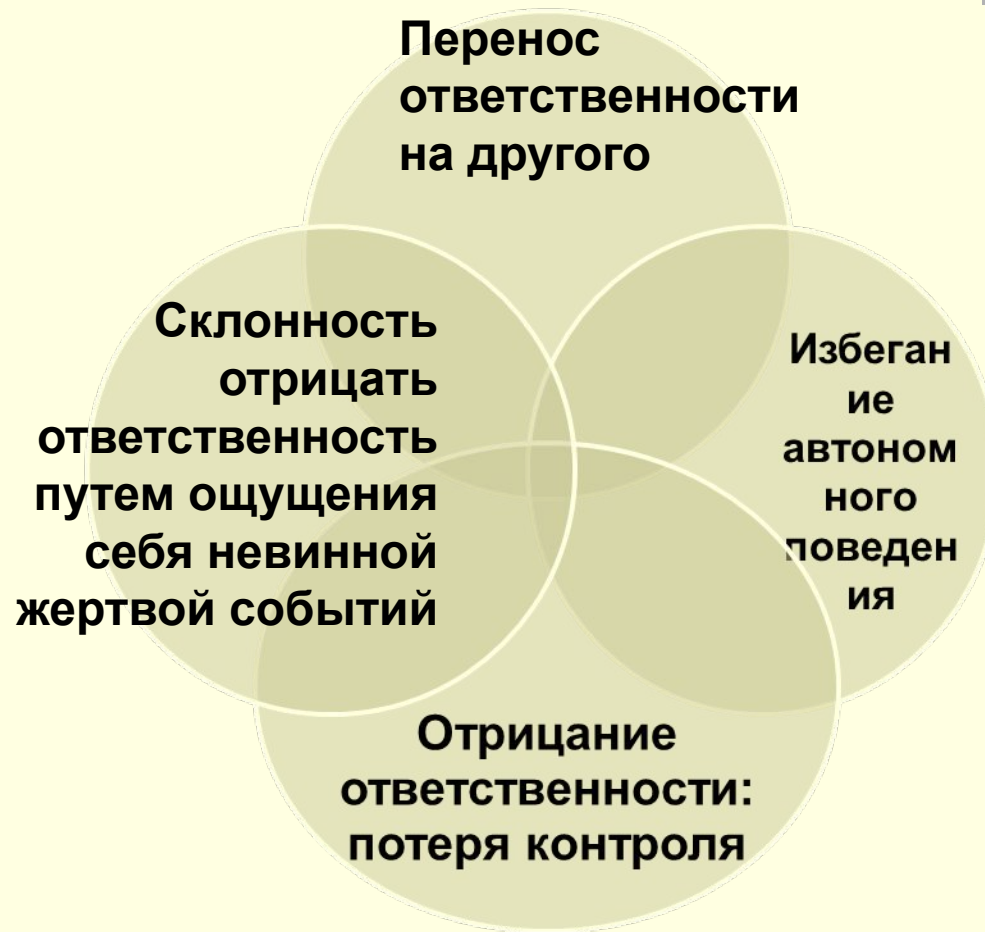 Перенос
ответственности
на другого
Склонность
отрицать
ответственность
путем ощущения
себя невинной
жертвой событий
Избеган
ие
автоном
ного
поведен
ия
Отрицание
ответственности:
потеря контроля